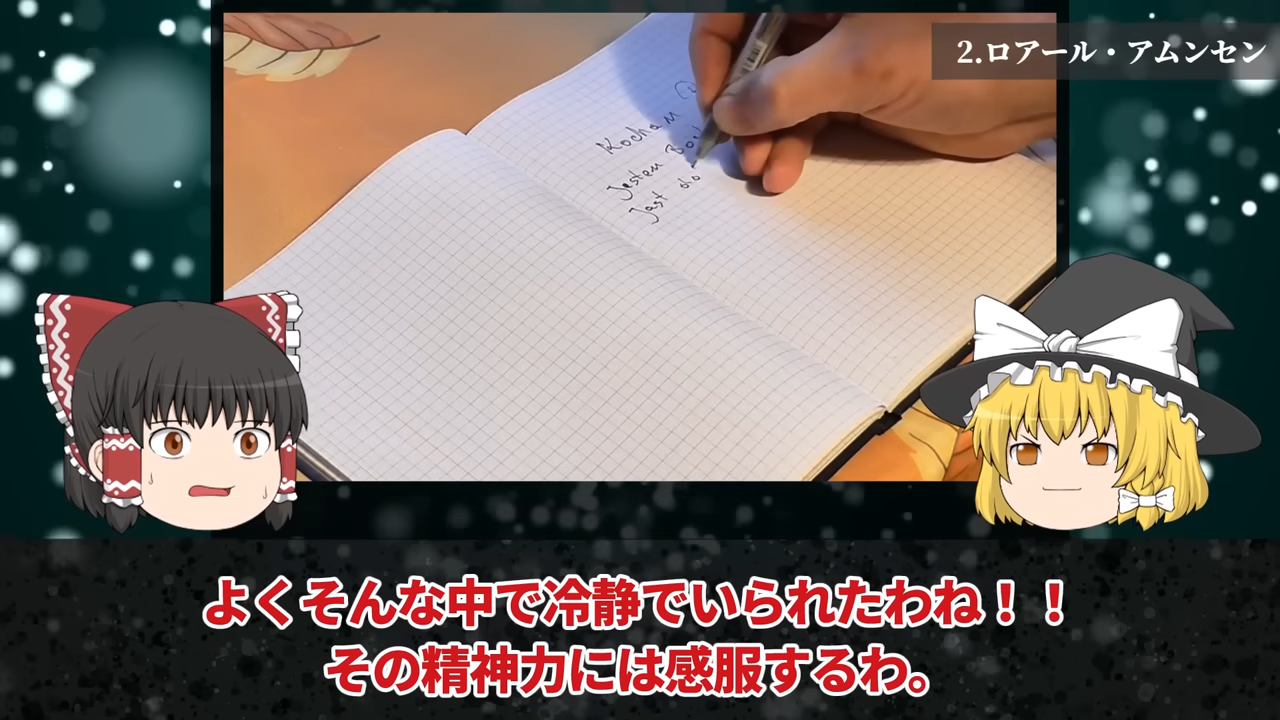 2.ロアール・アムンセン
Kocham
Jestem
Jest do
よくそんな中で冷静でいられたわね！！
その精神力には感服するわ。